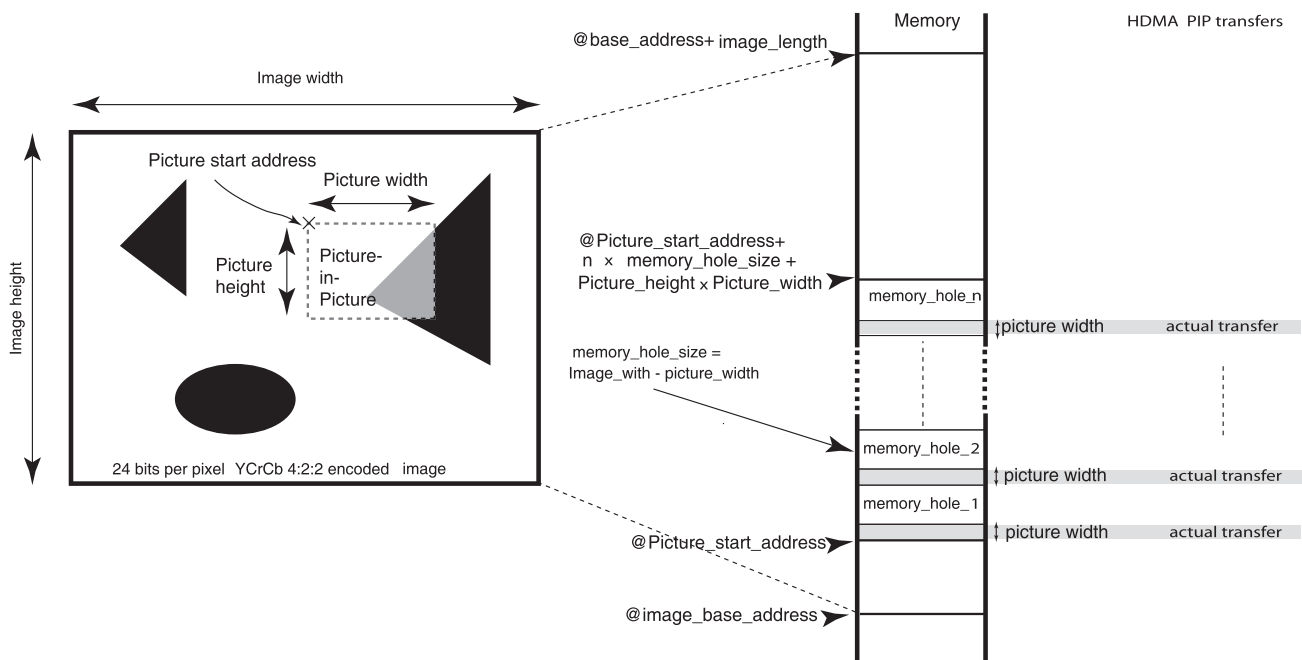 Memory
HDMA PIP transfers
@base_address+ image_length
Image width
Picture start address
Picture width
Image height
Picture height
Picture-
in-
Picture
24 bits per pixel YCrCb 4:2:2 encoded image
@Picture_start_address+
n x memory_hole_size +
Picture_height x Picture_width
memory_hole_n
picture width
actual transfer
memory_hole_size =
Image_with - picture_width
memory_hole_2
picture width
actual transfer
memory_hole_1
picture width
actual transfer
@Picture_start_address
@image_base_address